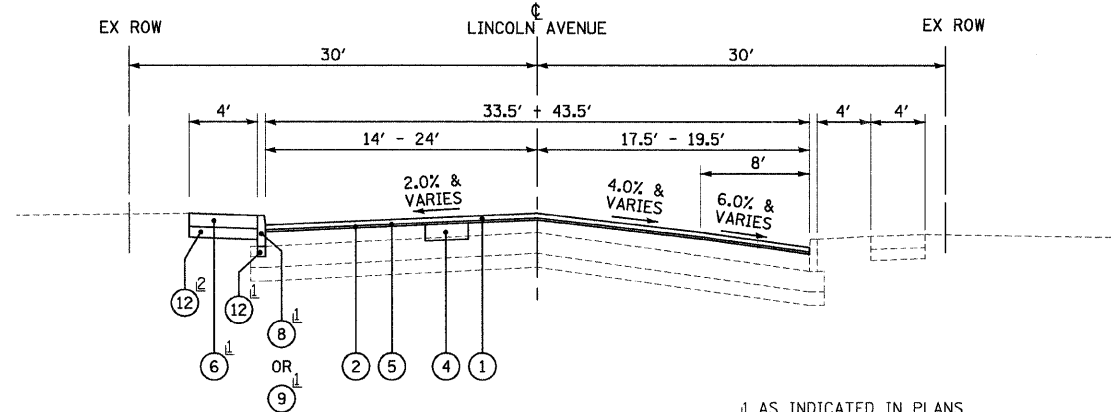 ℄
EX ROW
LINCOLN AVENUE
EX ROW
30'
30'
4'
33.5' + 43.5'
4'
4'
14' - 24'
17.5' - 19.5'
8'
2.0% &
VARIES
4.0% &
VARIES
6.0% &
VARIES
12 2
12 1
8 1
6 1
OR
9 1
2
5
4
1
1 AS INDICATED IN PLANS